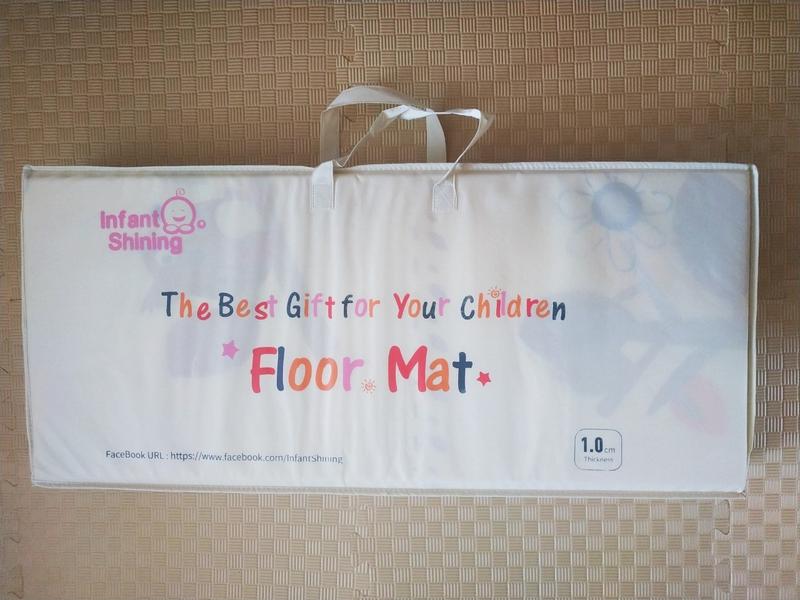 Infant
Shining
The Best Gift for Your Children
Floor Mat
FaceBook URL : https://www.facebook.com/InfantShining
1.0cm
Thickness